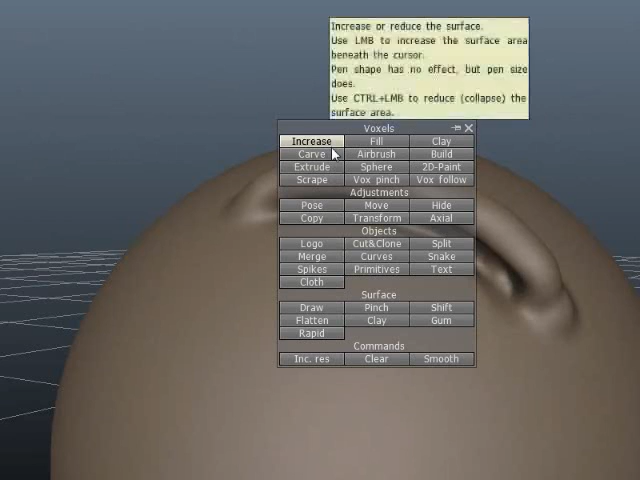 Increase or reduce the surface.
Use LMB to increase the surface area
beneath the cursor.
Pen shape has no effect, but pen size
does.
Use CTRL+LMB to reduce (collapse) the
surface area.
Voxels
Increase Fill Clay
Carve Airbrush Build
Extrude Sphere 2D-Paint
Scrape Vox pinch Vox follow
Adjustments
Pose Move Hide
Copy Transform Axial
Objects
Logo Cut&Clone Split
Merge Curves Snake
Spikes Primitives Text
Cloth
Surface
Draw Pinch Shift
Flatten Clay Gum
Rapid
Commands
Inc. res Clear Smooth